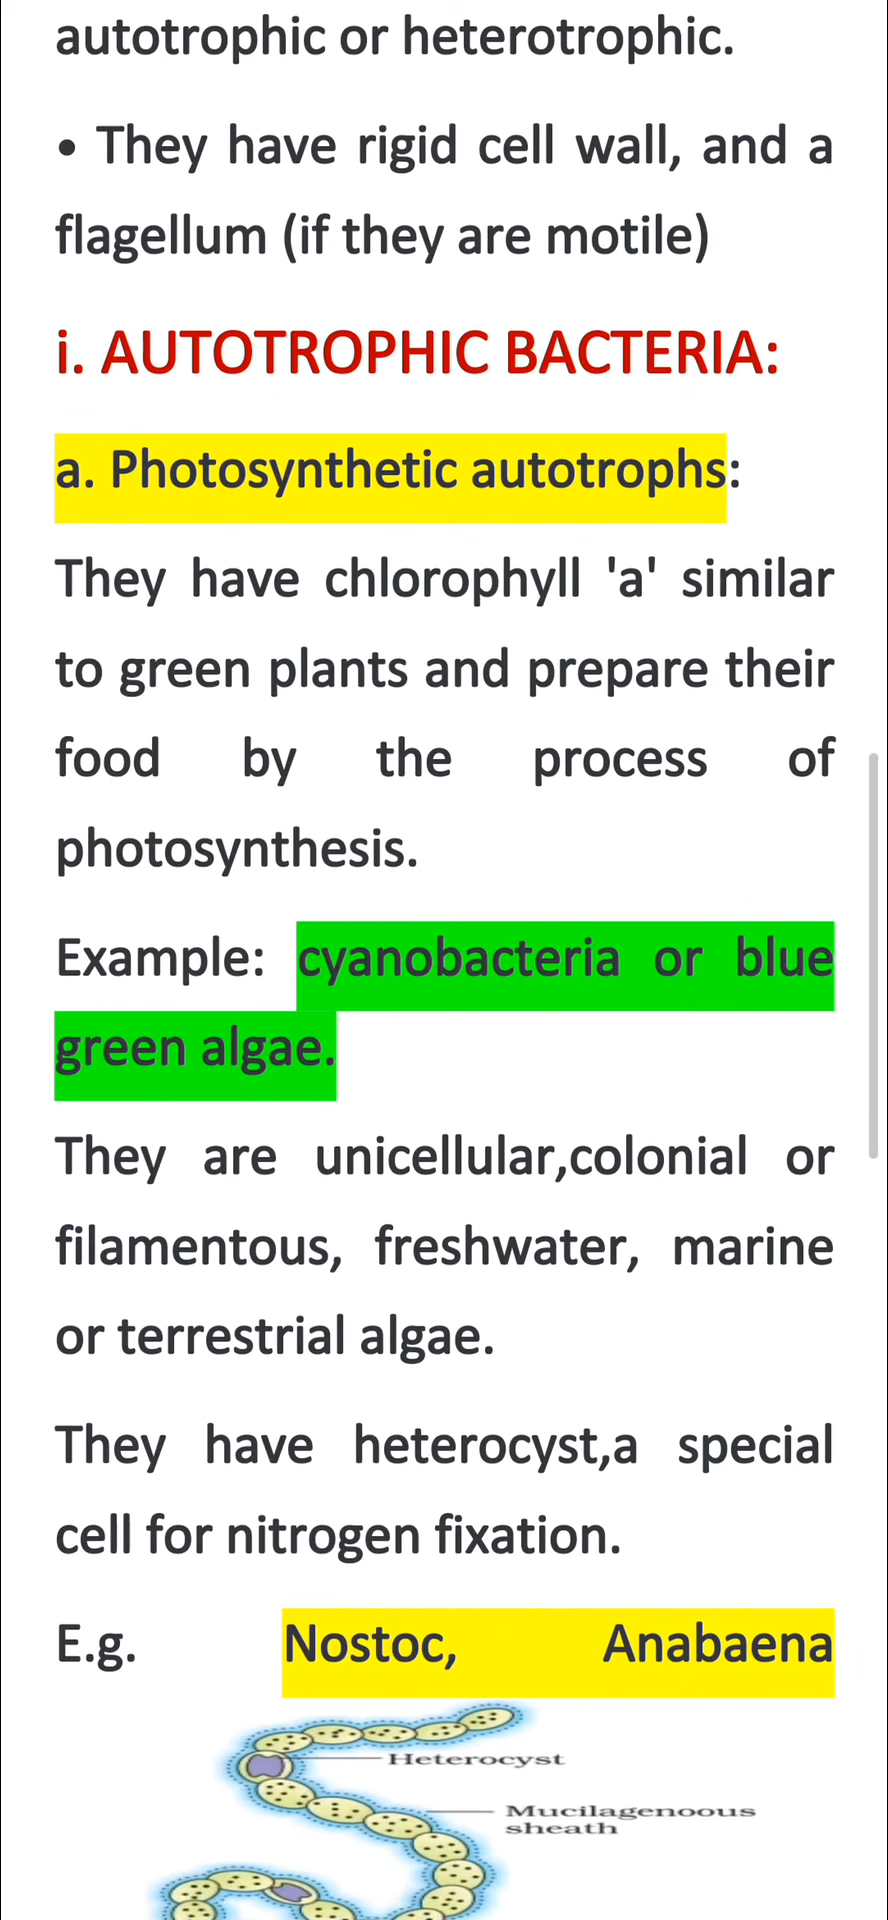 autotrophic or heterotrophic.
• They have rigid cell wall, and a
flagellum (if they are motile)
i. AUTOTROPHIC BACTERIA:
a. Photosynthetic autotrophs:
They have chlorophyll 'a' similar
to green plants and prepare their
food by the process of
photosynthesis.
Example: cyanobacteria or blue
green algae.
They are unicellular,colonial or
filamentous, freshwater, marine
or terrestrial algae.
They have heterocyst,a special
cell for nitrogen fixation.
E.g. Nostoc, Anabaena
Heterocyst
Mucilagenoous
sheath